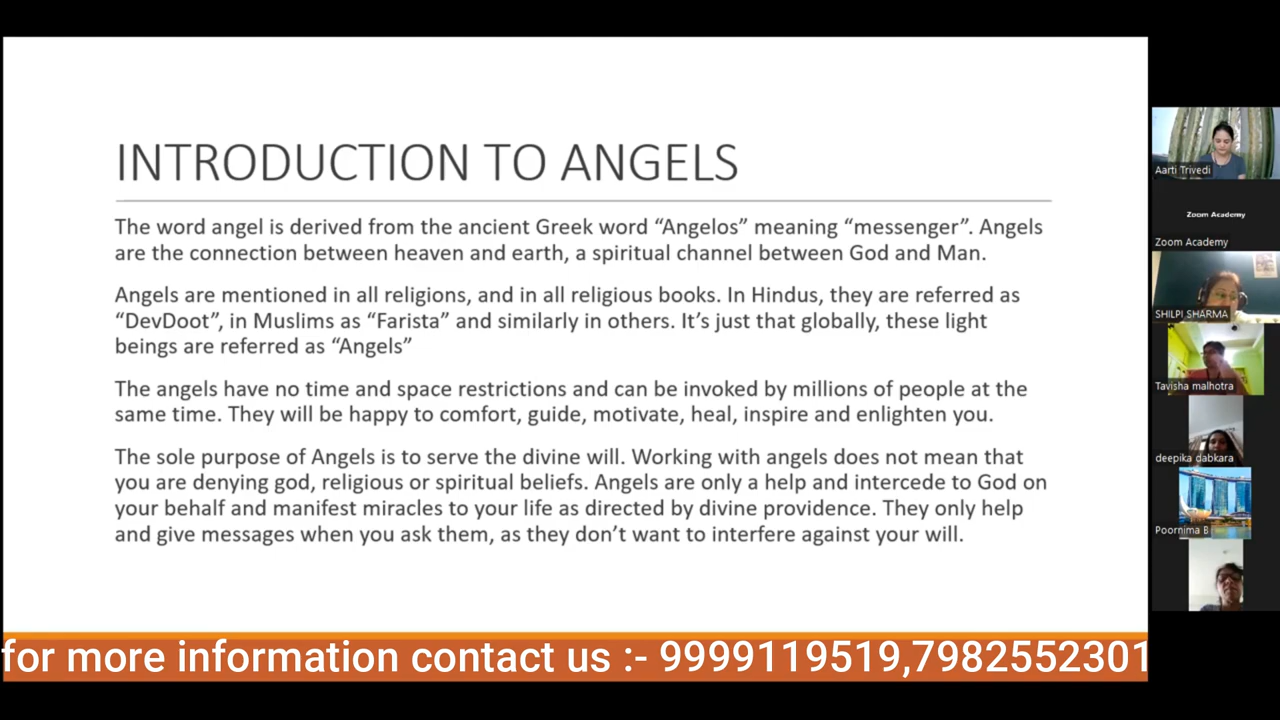 INTRODUCTION TO ANGELS
The word angel is derived from the ancient Greek word “Angelos” meaning “messenger”. Angels
are the connection between heaven and earth, a spiritual channel between God and Man.
Angels are mentioned in all religions, and in all religious books. In Hindus, they are referred as
“DevDoot”, in Muslims as “Farista” and similarly in others. It’s just that globally, these light
beings are referred as “Angels”
The angels have no time and space restrictions and can be invoked by millions of people at the
same time. They will be happy to comfort, guide, motivate, heal, inspire and enlighten you.
The sole purpose of Angels is to serve the divine will. Working with angels does not mean that
you are denying god, religious or spiritual beliefs. Angels are only a help and intercede to God on
your behalf and manifest miracles to your life as directed by divine providence. They only help
and give messages when you ask them, as they don’t want to interfere against your will.
for more information contact us :- 9999119519,7982552301
Aarti Trivedi
Zoom Academy
Zoom Academy
SHILPI SHARMA
Tavisha malhotra
deepika dabkara
Poornima B